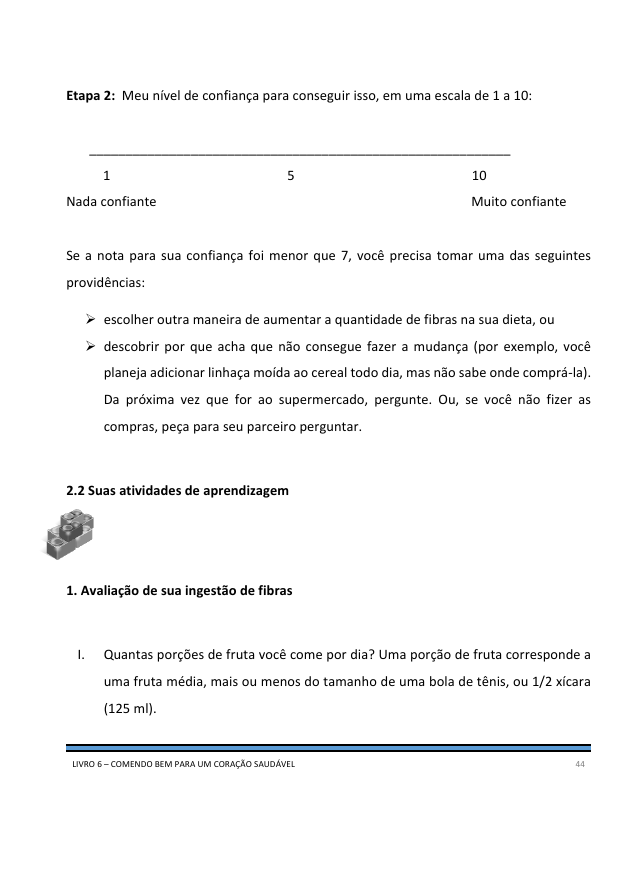 Etapa 2: Meu nível de confiança para conseguir isso, em uma escala de 1 a 10:
____________________________________________________________
1 5 10
Nada confiante Muito confiante
Se a nota para sua confiança foi menor que 7, você precisa tomar uma das seguintes
providências:
➢ escolher outra maneira de aumentar a quantidade de fibras na sua dieta, ou
➢ descobrir por que acha que não consegue fazer a mudança (por exemplo, você
planeja adicionar linhaça moída ao cereal todo dia, mas não sabe onde comprá-la).
Da próxima vez que for ao supermercado, pergunte. Ou, se você não fizer as
compras, peça para seu parceiro perguntar.
2.2 Suas atividades de aprendizagem
1. Avaliação de sua ingestão de fibras
I. Quantas porções de fruta você come por dia? Uma porção de fruta corresponde a
uma fruta média, mais ou menos do tamanho de uma bola de tênis, ou 1/2 xícara
(125 ml).
LIVRO 6 – COMENDO BEM PARA UM CORAÇÃO SAUDÁVEL 44